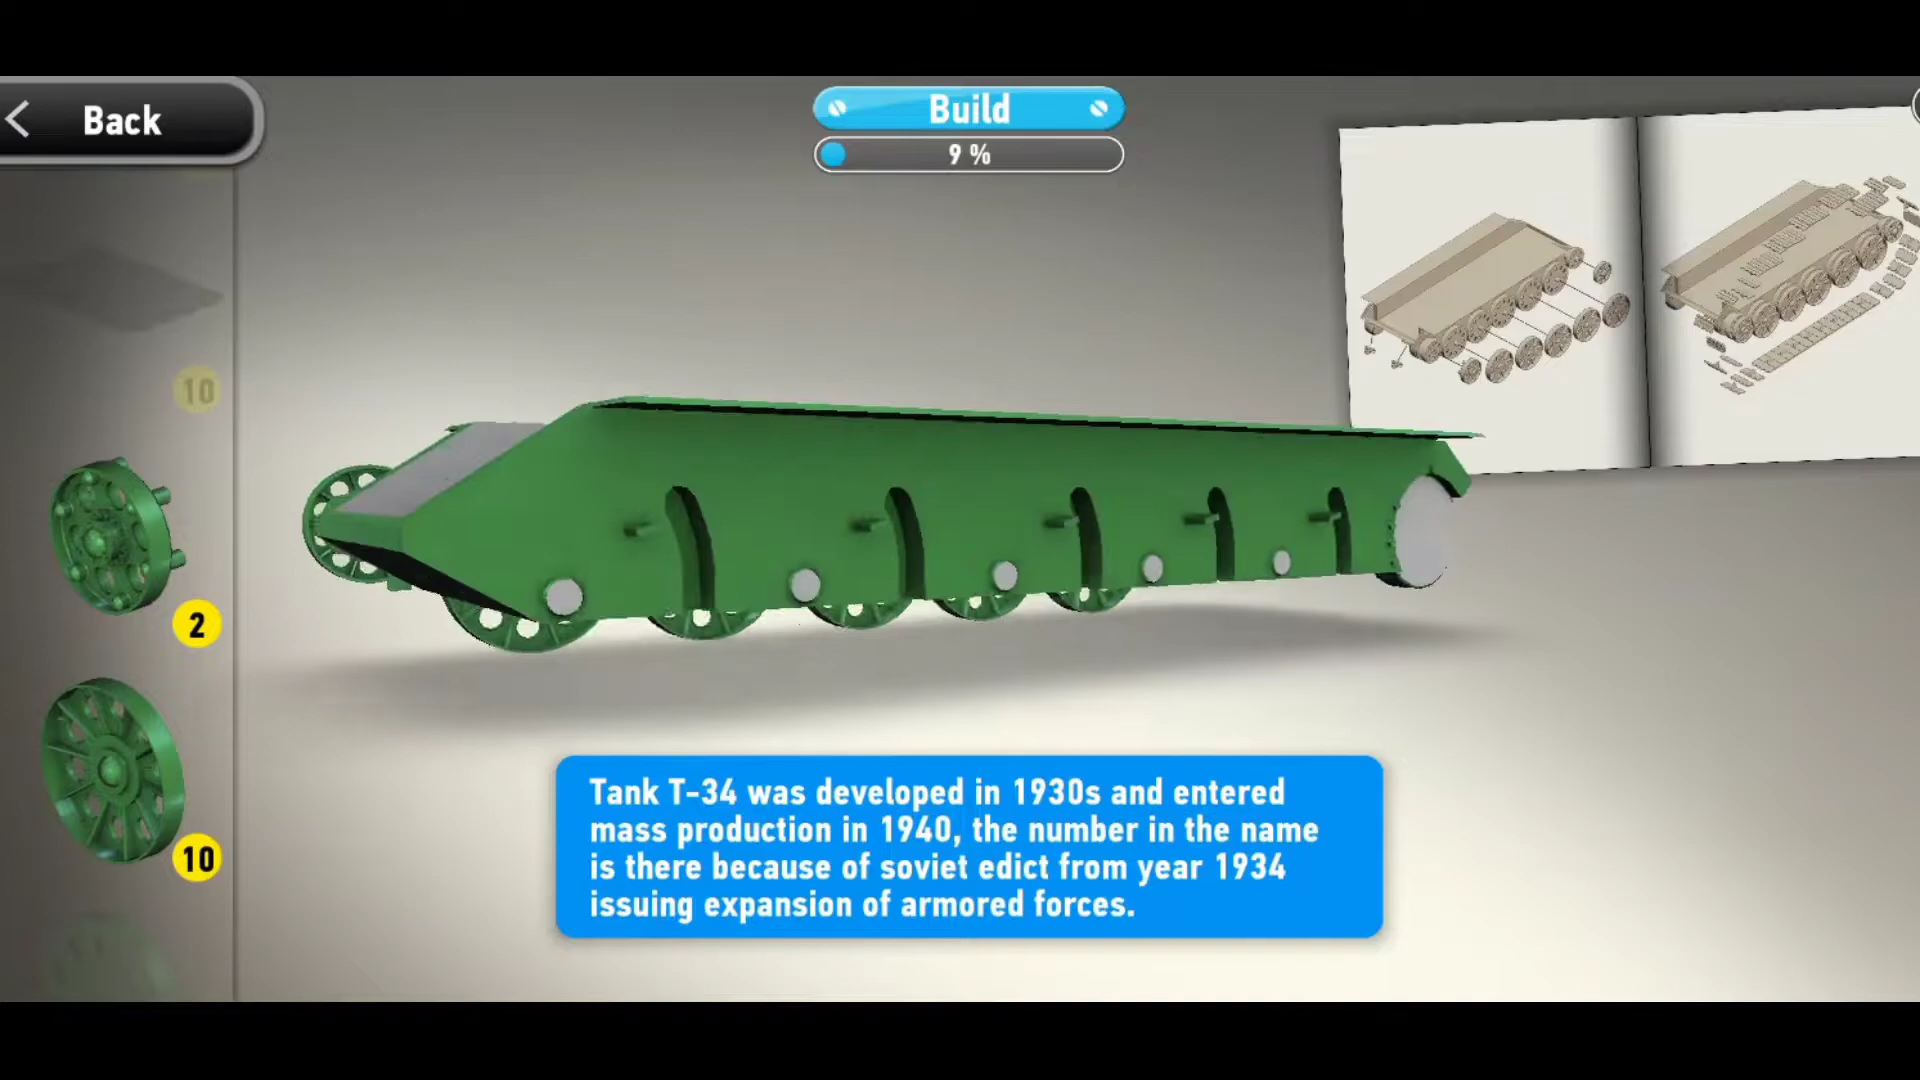 Back
Build
9 %
10
2
10
Tank T-34 was developed in 1930s and entered
mass production in 1940, the number in the name
is there because of soviet edict from year 1934
issuing expansion of armored forces.